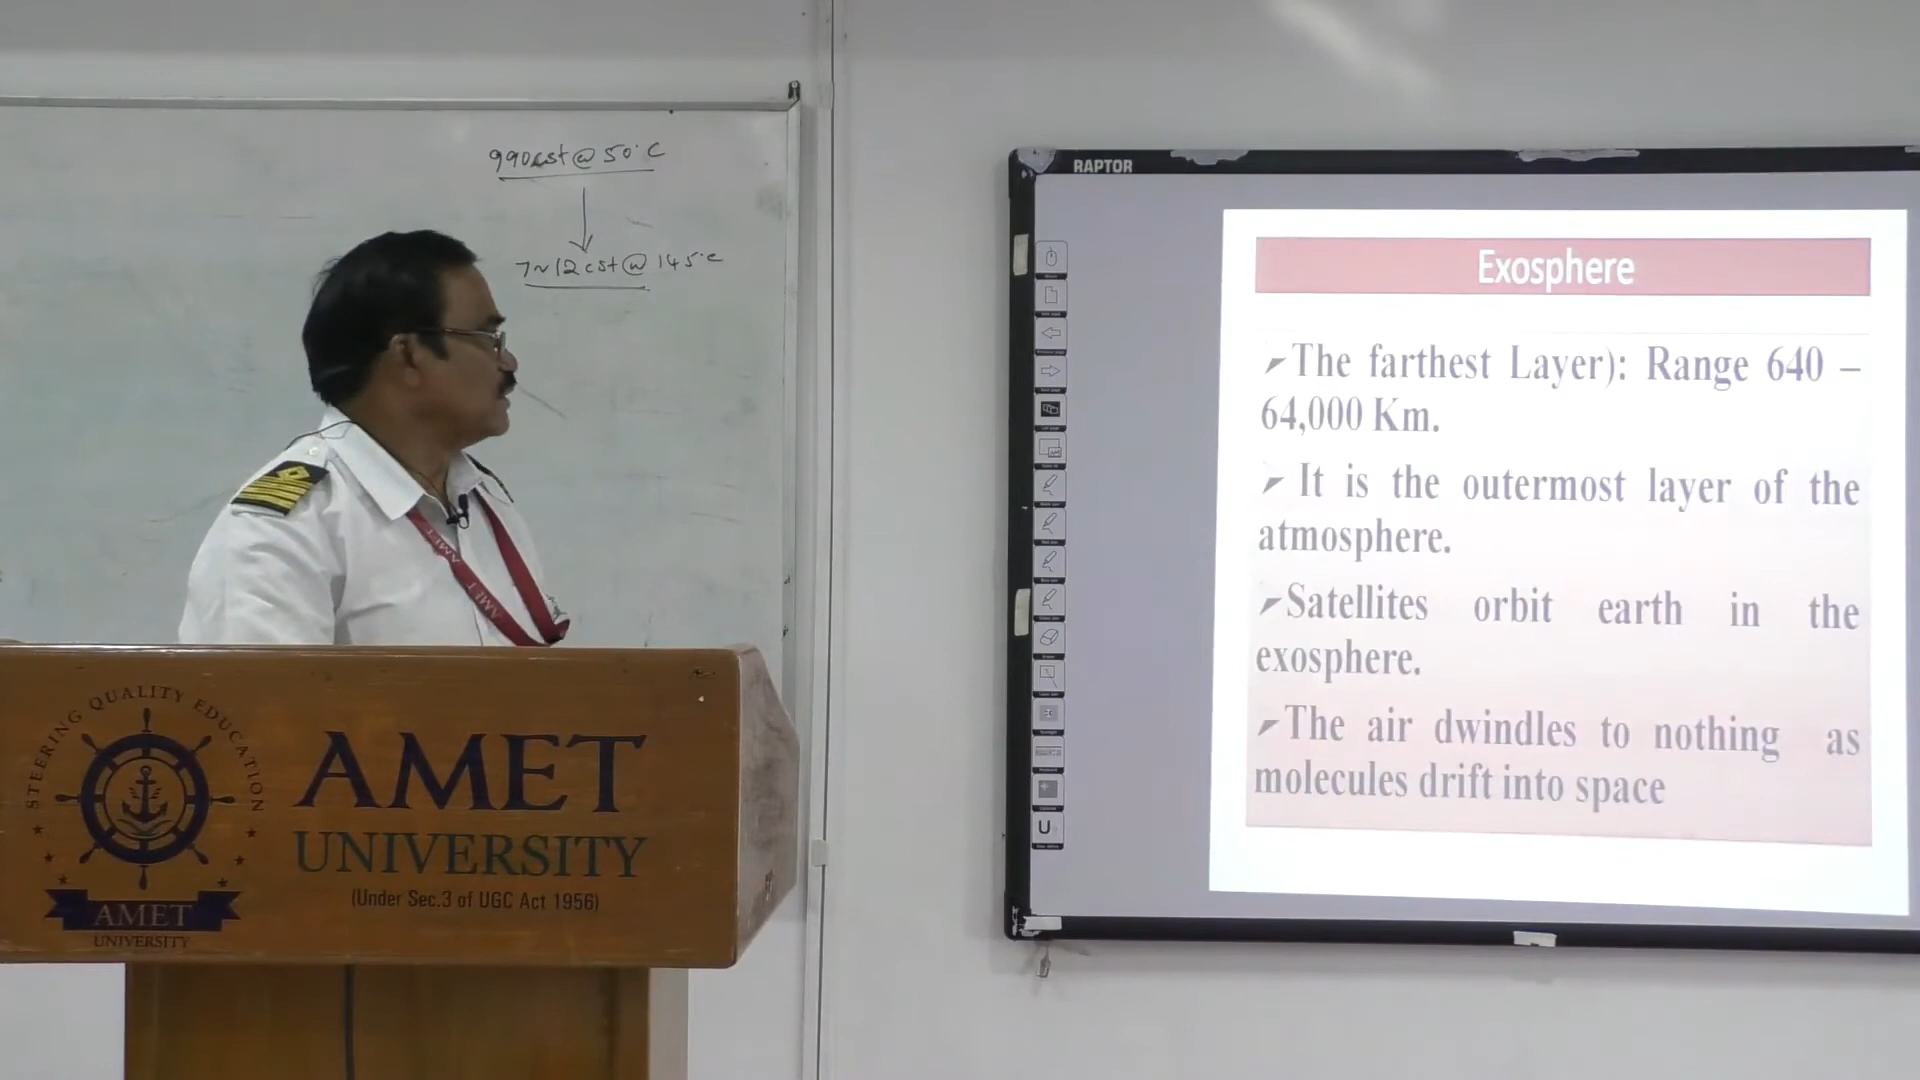 990cst @ 50°C
7~12cst @ 145°c
RAPTOR
Exosphere
➤The farthest Layer): Range 640 –
64,000 Km.
➤ It is the outermost layer of the
atmosphere.
➤Satellites orbit earth in the
exosphere.
➤The air dwindles to nothing as
molecules drift into space
AMET
AMET
STEERING QUALITY EDUCATION
AMET
UNIVERSITY
AMET
UNIVERSITY
(Under Sec.3 of UGC Act 1956)
U